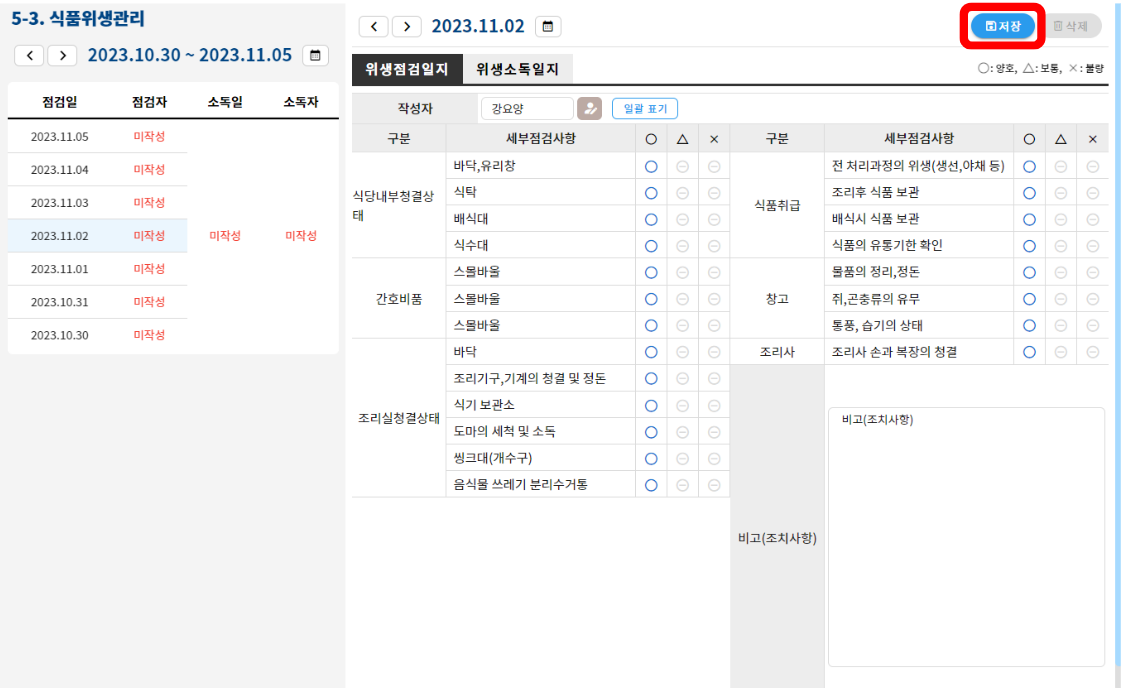 5-3. 식품위생관리
2023.10.30 ~ 2023.11.05
점검일 점검자 소독일 소독자
2023.11.05 미작성
2023.11.04 미작성
2023.11.03 미작성
2023.11.02 미작성 미작성 미작성
2023.11.01 미작성
2023.10.31 미작성
2023.10.30 미작성
2023.11.02
저장 삭제
위생점검일지 위생소독일지
○: 양호, △: 보통, ×: 불량
작성자 강요양 일괄 표기
구분 세부점검사항 ○ △ ×
식당내부청결상태
바닥,유리창
식탁
배식대
식수대
간호비품
스몰바울
스몰바울
스몰바울
조리실청결상태
바닥
조리기구,기계의 청결 및 정돈
식기 보관소
도마의 세척 및 소독
씽크대(개수구)
음식물 쓰레기 분리수거통
구분 세부점검사항 ○ △ ×
식품취급
전 처리과정의 위생(생선,야채 등)
조리후 식품 보관
배식시 식품 보관
식품의 유통기한 확인
창고
물품의 정리,정돈
쥐,곤충류의 유무
통풍, 습기의 상태
조리사 조리사 손과 복장의 청결
비고(조치사항)
비고(조치사항)